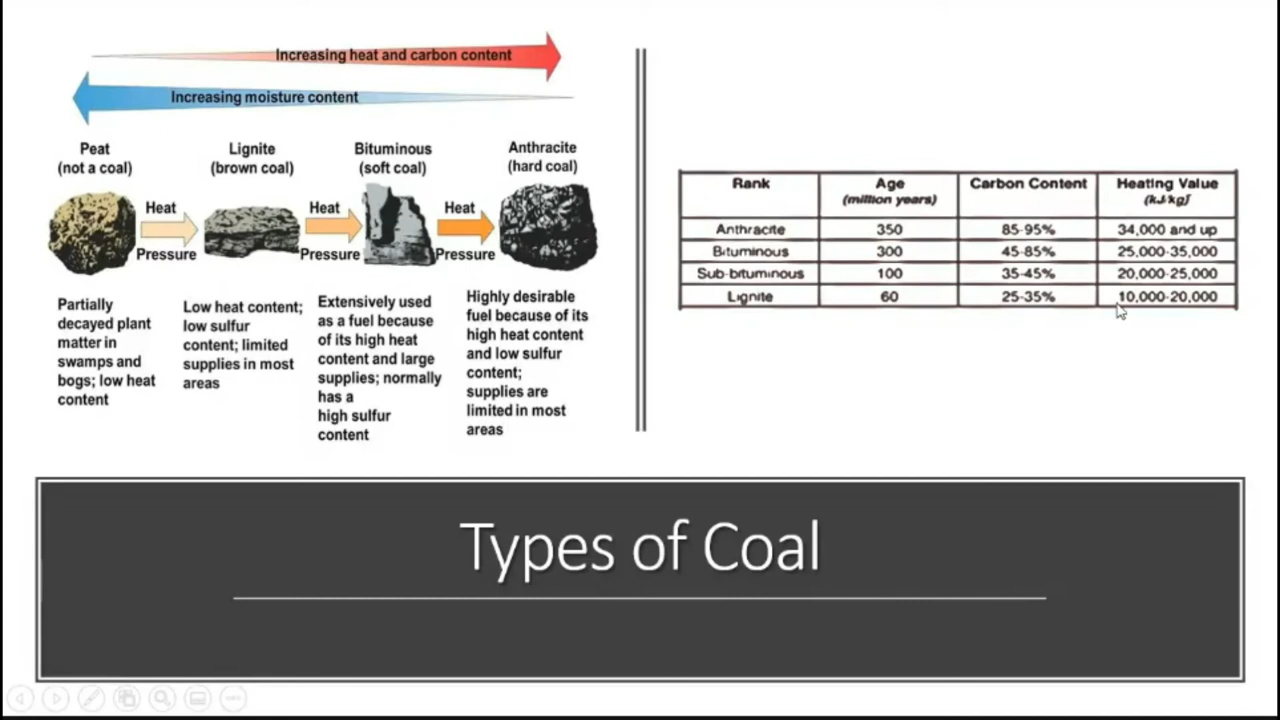 Increasing heat and carbon content
Increasing moisture content
Peat
(not a coal)
Lignite
(brown coal)
Bituminous
(soft coal)
Anthracite
(hard coal)
Heat
Pressure
Heat
Pressure
Heat
Pressure
Partially
decayed plant
matter in
swamps and
bogs; low heat
content
Low heat content;
low sulfur
content; limited
supplies in most
areas
Extensively used
as a fuel because
of its high heat
content and large
supplies; normally
has a
high sulfur
content
Highly desirable
fuel because of its
high heat content
and low sulfur
content;
supplies are
limited in most
areas
Rank Age Carbon Content Heating Value
(million years) (kJ/kg)
Anthracite 350 85-95% 34,000 and up
Bituminous 300 45-85% 25,000-35,000
Sub-bituminous 100 35-45% 20,000-25,000
Lignite 60 25-35% 10,000-20,000
Types of Coal